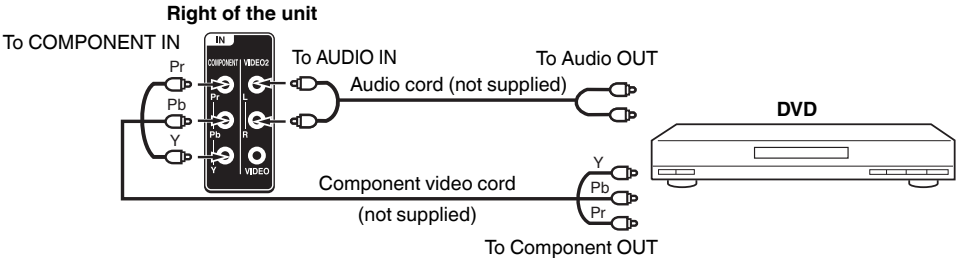 Right of the unit
To COMPONENT IN
IN
COMPONENT VIDEO2
To AUDIO IN
To Audio OUT
Pr
Pr
L
Audio cord (not supplied)
DVD
Pb
Pb
R
Y
Y
VIDEO
Component video cord
(not supplied)
Y
Pb
Pr
To Component OUT